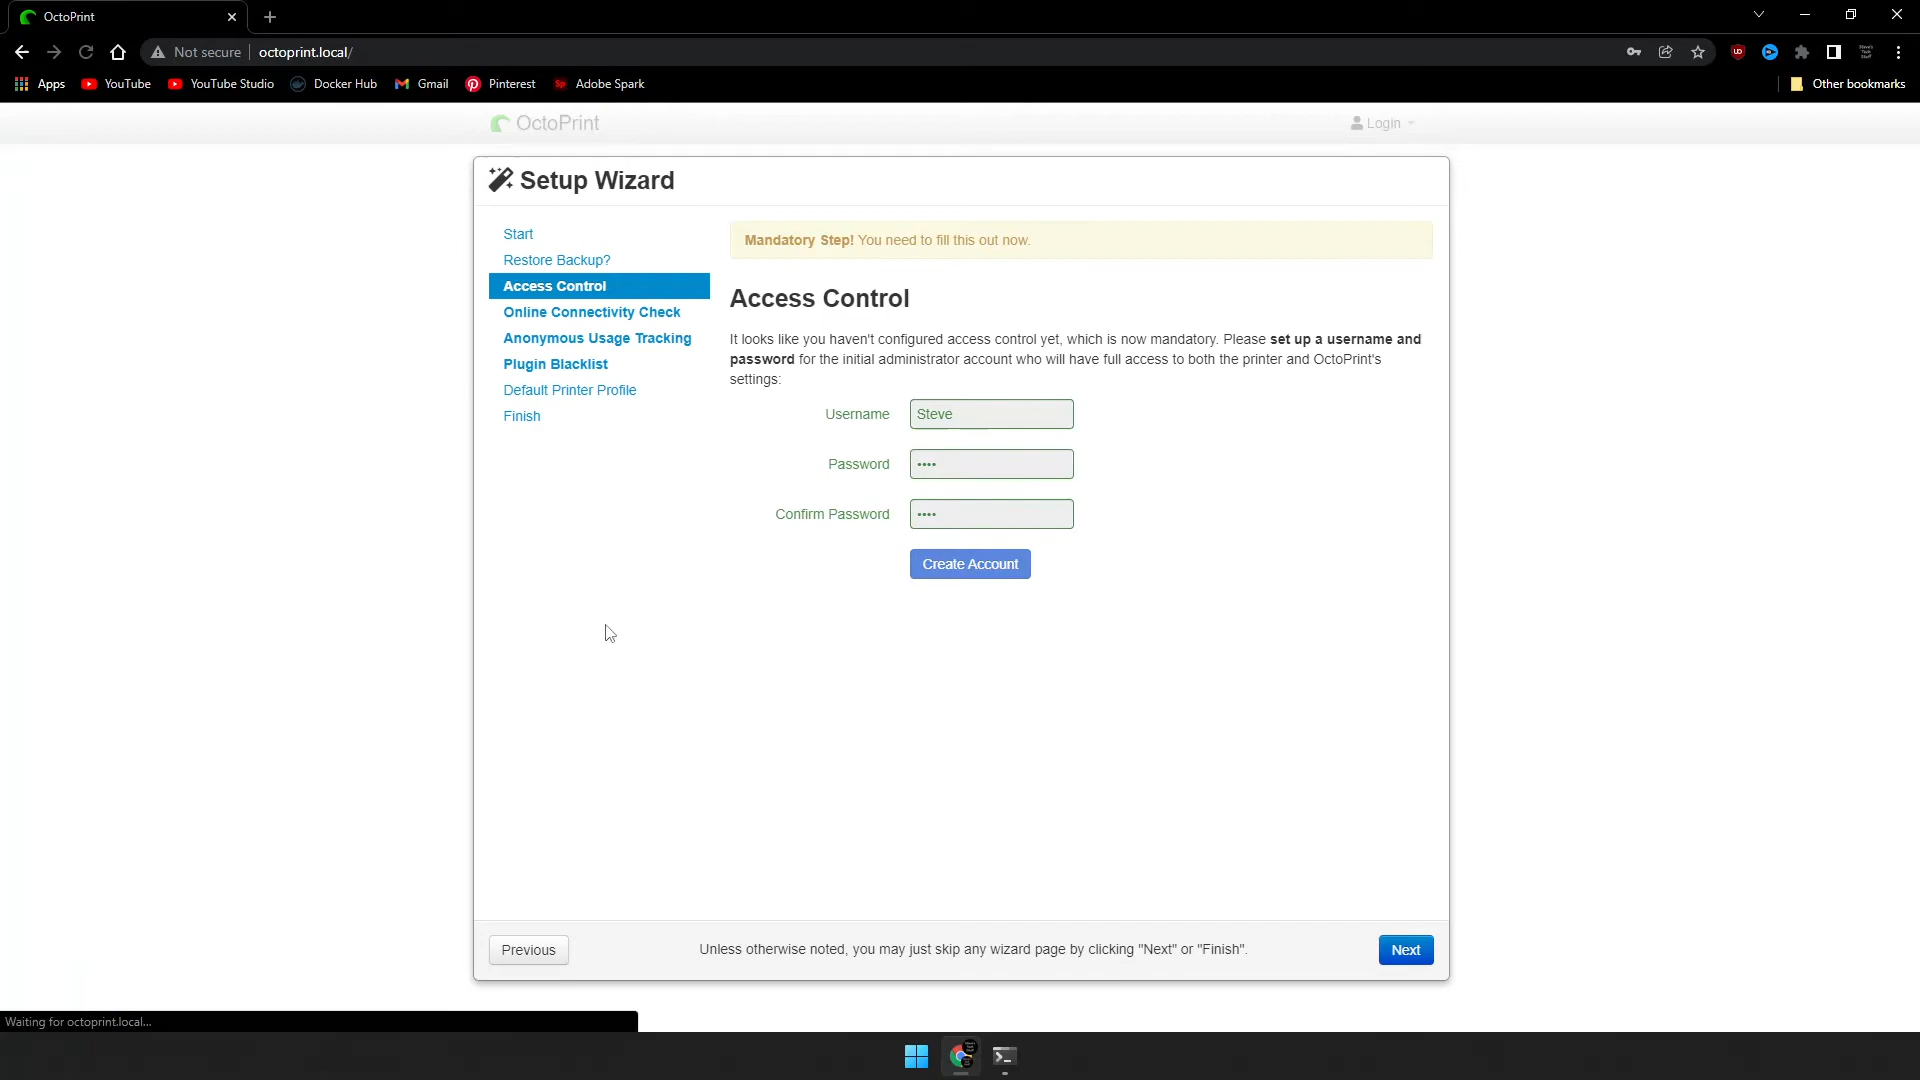 OctoPrint
Not secure
octoprint.local/
Apps
YouTube
YouTube Studio
Docker Hub
Gmail
Pinterest
Adobe Spark
Other bookmarks
OctoPrint
Login
Setup Wizard
Start
Restore Backup?
Access Control
Online Connectivity Check
Anonymous Usage Tracking
Plugin Blacklist
Default Printer Profile
Finish
Mandatory Step! You need to fill this out now.
Access Control
It looks like you haven't configured access control yet, which is now mandatory. Please set up a username and
password for the initial administrator account who will have full access to both the printer and OctoPrint's
settings:
Username
Steve
Password
••••
Confirm Password
••••
Create Account
Previous
Unless otherwise noted, you may just skip any wizard page by clicking "Next" or "Finish".
Next
Waiting for octoprint.local...